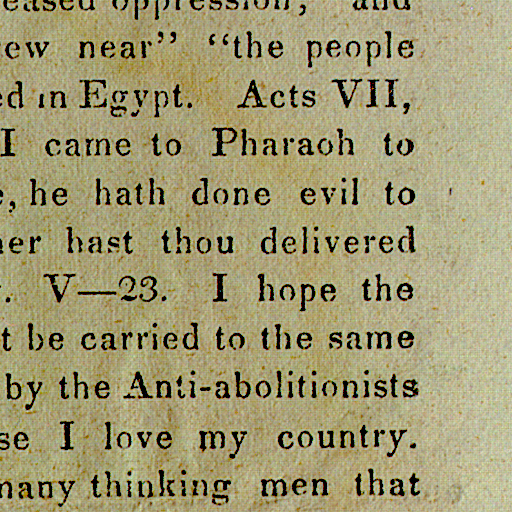 eased oppression, and
ew near” “the people
ed in Egypt. Acts VII,
I came to Pharaoh to
e, he hath done evil to
her hast thou delivered
. V—23. I hope the
t be carried to the same
by the Anti-abolitionists
se I love my country.
many thinking men that